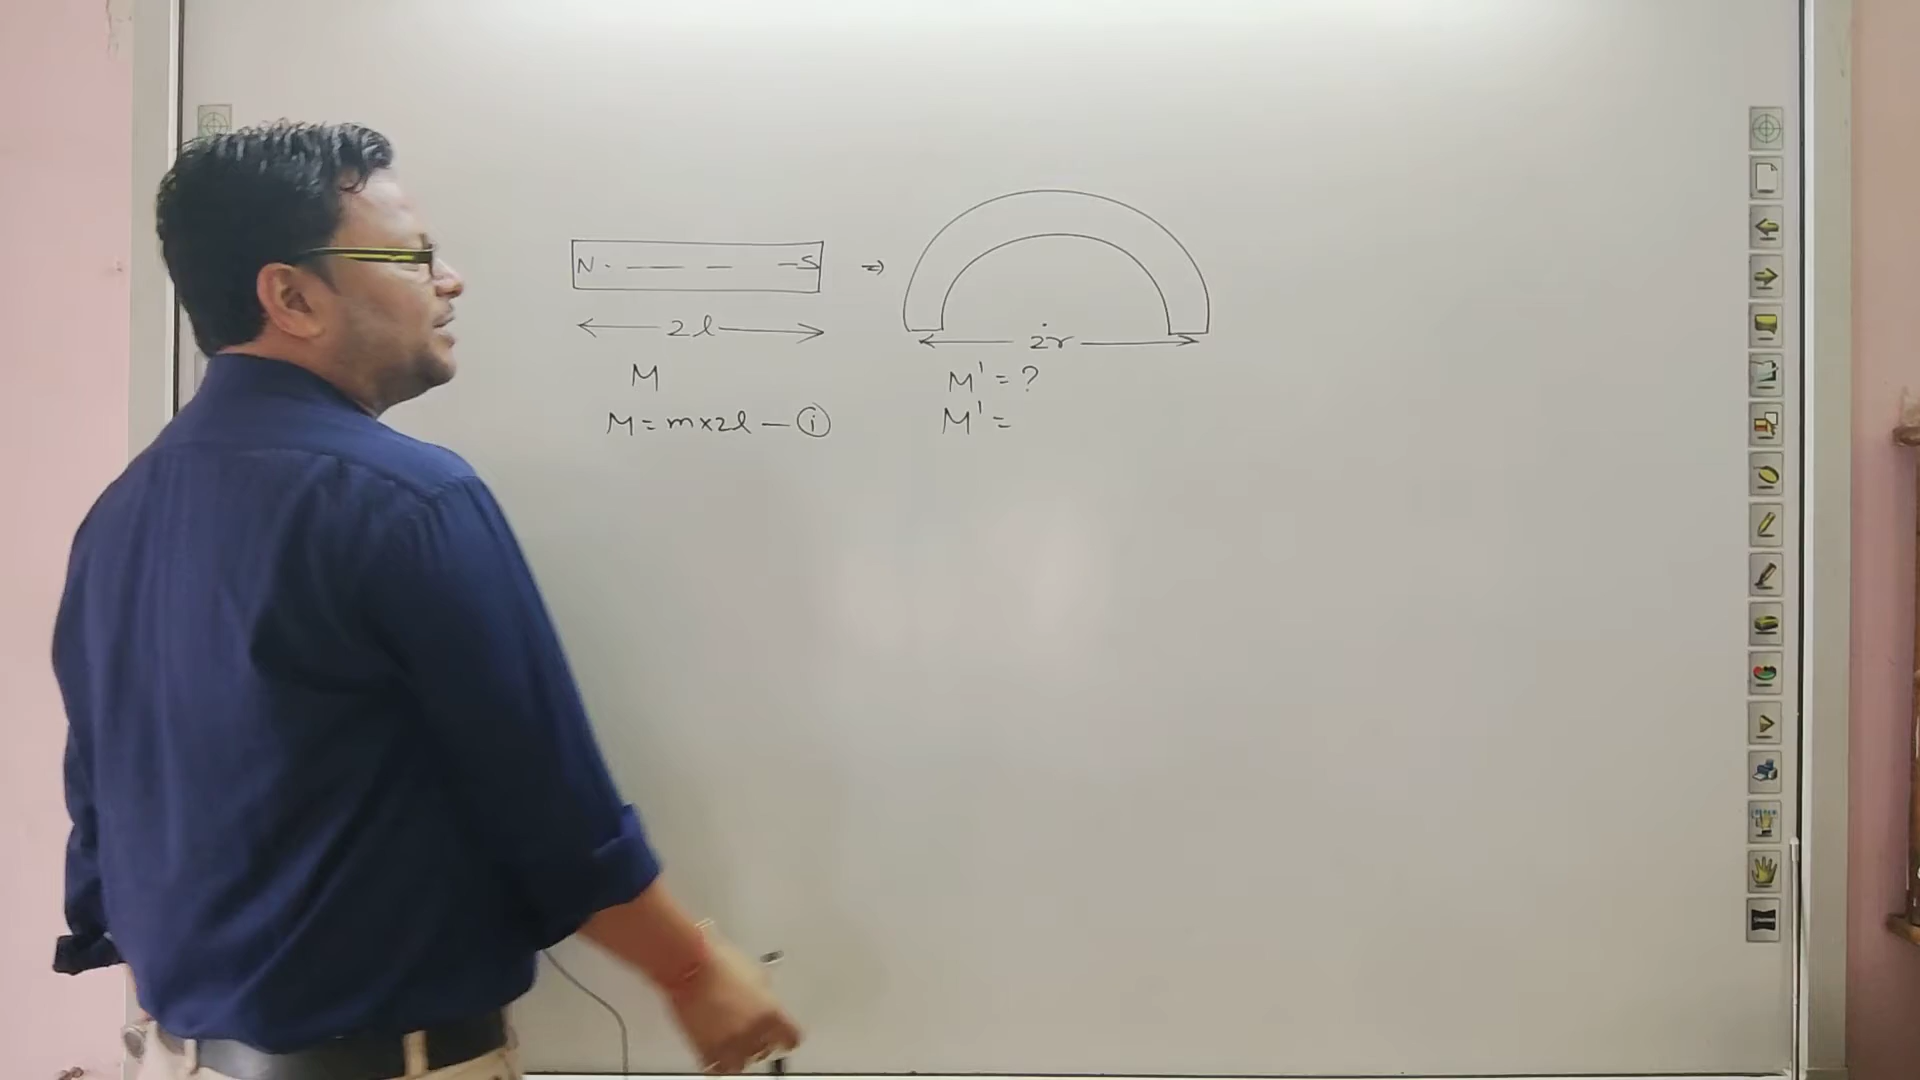 N · — — — S ⇒
2l
2r
M
M' = ?
M = m×2l — (i)
M' =